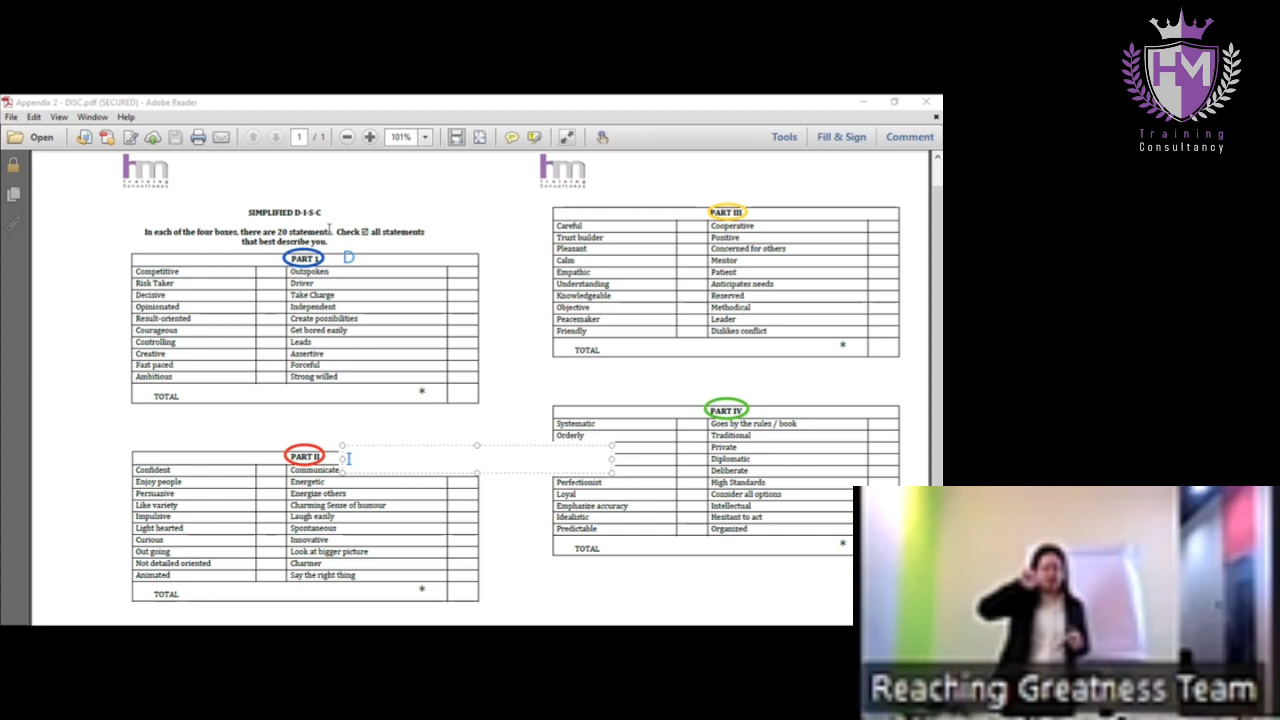 HM
Training
Consultancy
Appendix 2 - DISC.pdf (SECURED) - Adobe Reader
File Edit View Window Help
Open 1 / 1 101% Tools Fill & Sign Comment
hm
Training
Consultancy
SIMPLIFIED D-I-S-C
In each of the four boxes, there are 20 statements. Check ☑ all statements
that best describe you.
PART 1 D
Competitive Outspoken
Risk Taker Driver
Decisive Take Charge
Opinionated Independent
Result-oriented Create possibilities
Courageous Get bored easily
Controlling Leads
Creative Assertive
Fast paced Forceful
Ambitious Strong willed
TOTAL *
PART II I
Confident Communicate
Enjoy people Energetic
Persuasive Energize others
Like variety Charming Sense of humour
Impulsive Laugh easily
Light hearted Spontaneous
Curious Innovative
Out going Look at bigger picture
Not detailed oriented Charmer
Animated Say the right thing
TOTAL *
hm
Training
Consultancy
PART III
Careful Cooperative
Trust builder Positive
Pleasant Concerned for others
Calm Mentor
Empathic Patient
Understanding Anticipates needs
Knowledgeable Reserved
Objective Methodical
Peacemaker Leader
Friendly Dislikes conflict
TOTAL *
PART IV
Systematic Goes by the rules / book
Orderly Traditional
Private
Diplomatic
Deliberate
Perfectionist High Standards
Loyal Consider all options
Emphasize accuracy Intellectual
Idealistic Hesitant to act
Predictable Organized
TOTAL *
Reaching Greatness Team